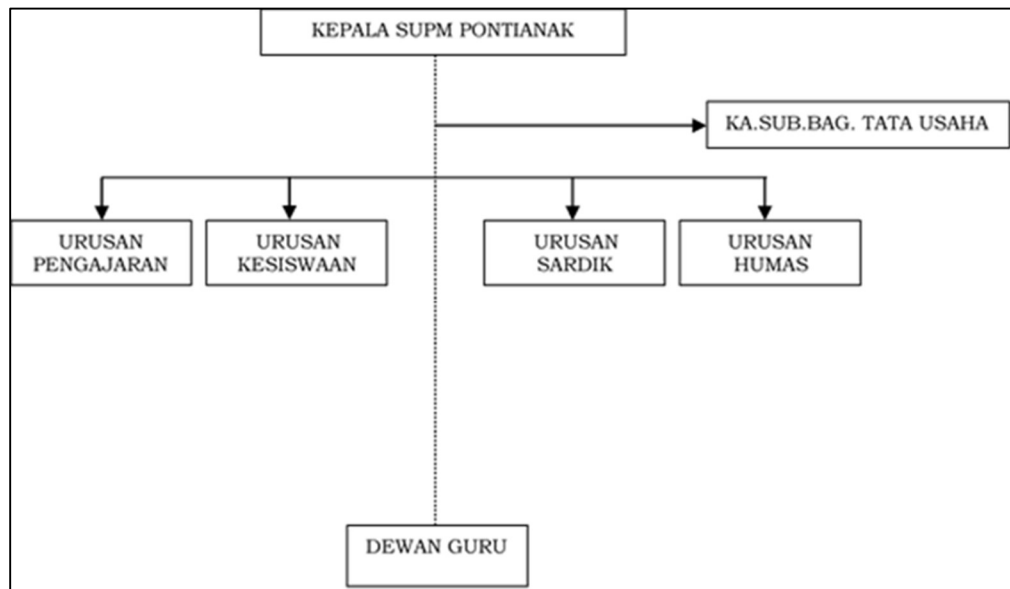 KEPALA SUPM PONTIANAK
KA.SUB.BAG. TATA USAHA
URUSAN
PENGAJARAN
URUSAN
KESISWAAN
URUSAN
SARDIK
URUSAN
HUMAS
DEWAN GURU